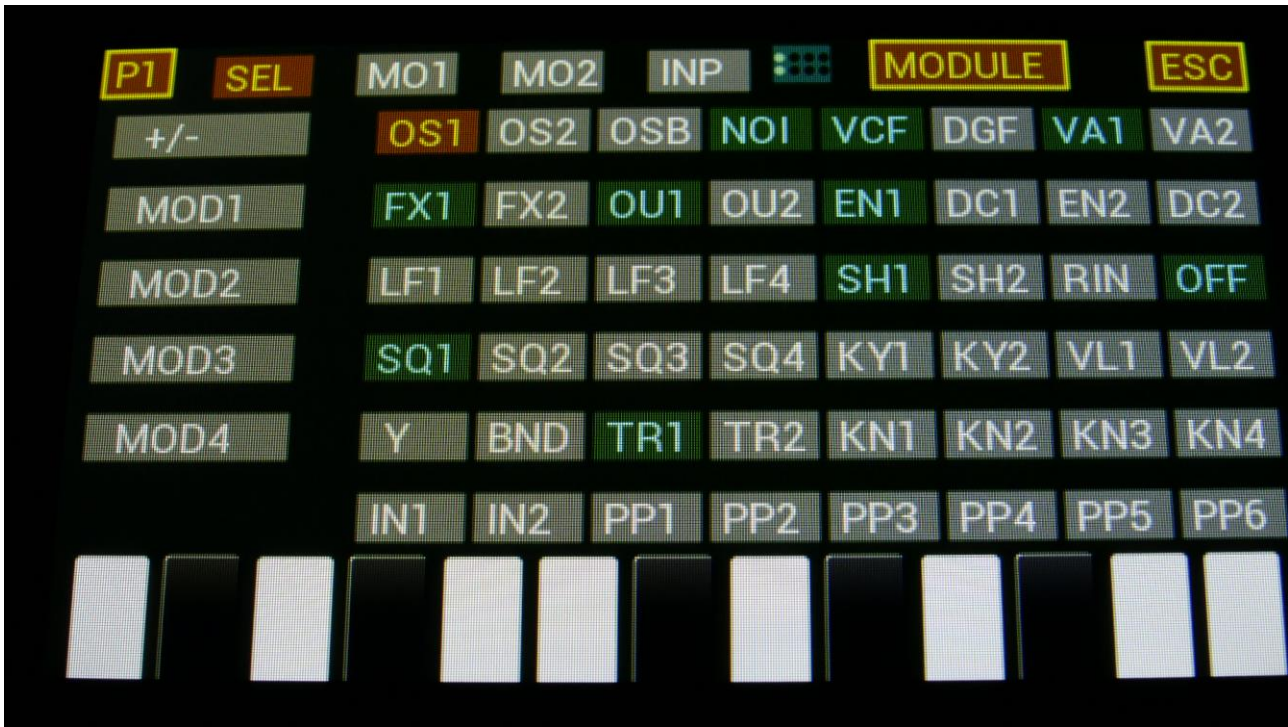 P1 SEL MO1 MO2 INP MODULE ESC
+/- OS1 OS2 OSB NOI VCF DGF VA1 VA2
MOD1 FX1 FX2 OU1 OU2 EN1 DC1 EN2 DC2
MOD2 LF1 LF2 LF3 LF4 SH1 SH2 RIN OFF
MOD3 SQ1 SQ2 SQ3 SQ4 KY1 KY2 VL1 VL2
MOD4 Y BND TR1 TR2 KN1 KN2 KN3 KN4
IN1 IN2 PP1 PP2 PP3 PP4 PP5 PP6